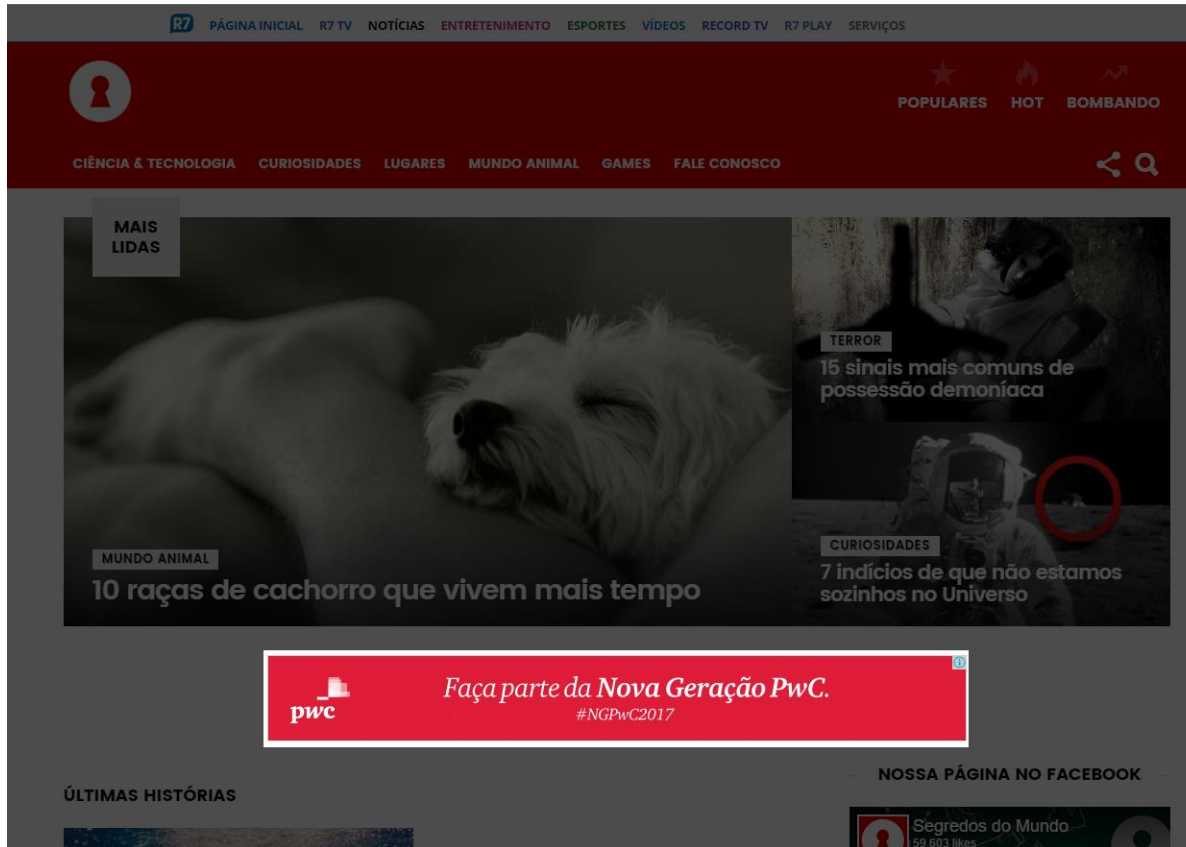 R7 PÁGINA INICIAL R7 TV NOTÍCIAS ENTRETENIMENTO ESPORTES VÍDEOS RECORD TV R7 PLAY SERVIÇOS
POPULARES HOT BOMBANDO
CIÊNCIA & TECNOLOGIA CURIOSIDADES LUGARES MUNDO ANIMAL GAMES FALE CONOSCO
MAIS
LIDAS
MUNDO ANIMAL
10 raças de cachorro que vivem mais tempo
TERROR
15 sinais mais comuns de
possessão demoníaca
CURIOSIDADES
7 indícios de que não estamos
sozinhos no Universo
pwc
Faça parte da Nova Geração PwC.
#NGPwC2017
ÚLTIMAS HISTÓRIAS
NOSSA PÁGINA NO FACEBOOK
Segredos do Mundo
59.603 likes